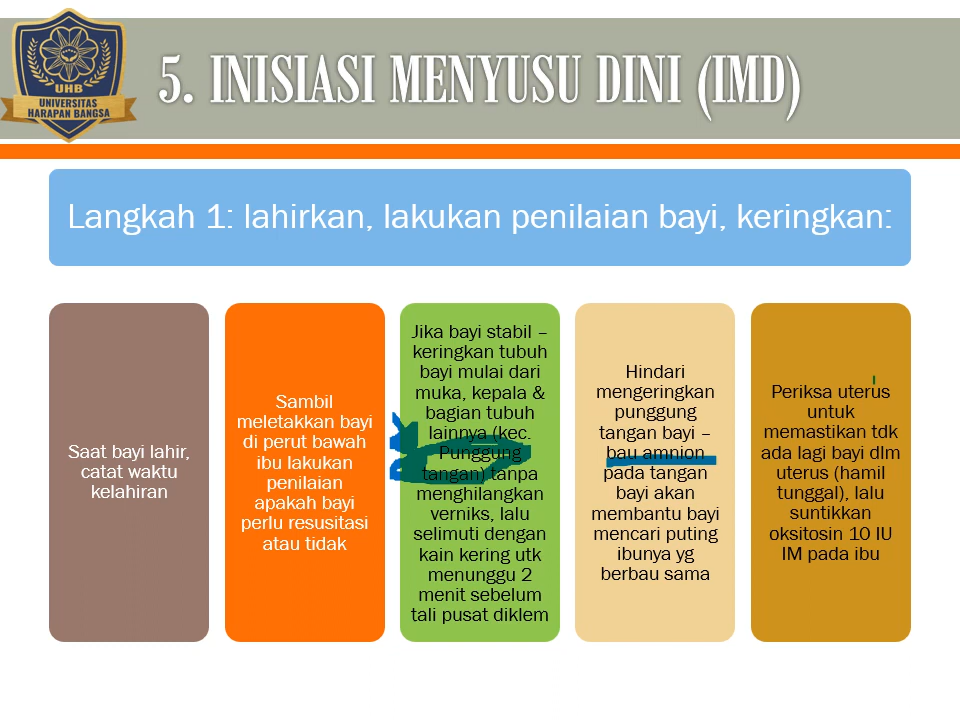 UHB
UNIVERSITAS
HARAPAN BANGSA
5. INISIASI MENYUSU DINI (IMD)
Langkah 1: lahirkan, lakukan penilaian bayi, keringkan:
Saat bayi lahir,
catat waktu
kelahiran
Sambil
meletakkan bayi
di perut bawah
ibu lakukan
penilaian
apakah bayi
perlu resusitasi
atau tidak
Jika bayi stabil –
keringkan tubuh
bayi mulai dari
muka, kepala &
bagian tubuh
lainnya (kec.
Punggung
tangan) tanpa
menghilangkan
verniks, lalu
selimuti dengan
kain kering utk
menunggu 2
menit sebelum
tali pusat diklem
Hindari
mengeringkan
punggung
tangan bayi –
bau amnion
pada tangan
bayi akan
membantu bayi
mencari puting
ibunya yg
berbau sama
Periksa uterus
untuk
memastikan tdk
ada lagi bayi dlm
uterus (hamil
tunggal), lalu
suntikkan
oksitosin 10 IU
IM pada ibu